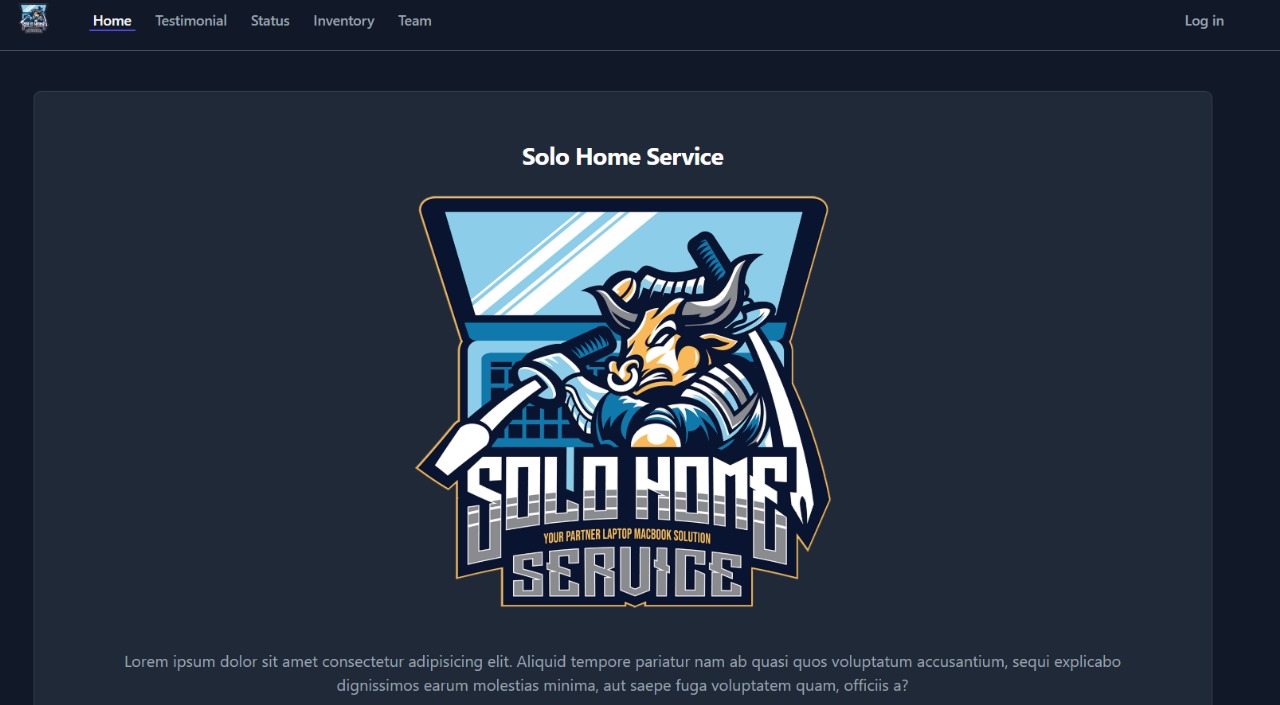 Home Testimonial Status Inventory Team Log in
Solo Home Service
SOLO HOME
YOUR PARTNER LAPTOP MACBOOK SOLUTION
SERVICE
Lorem ipsum dolor sit amet consectetur adipisicing elit. Aliquid tempore pariatur nam ab quasi quos voluptatum accusantium, sequi explicabo
dignissimos earum molestias minima, aut saepe fuga voluptatem quam, officiis a?